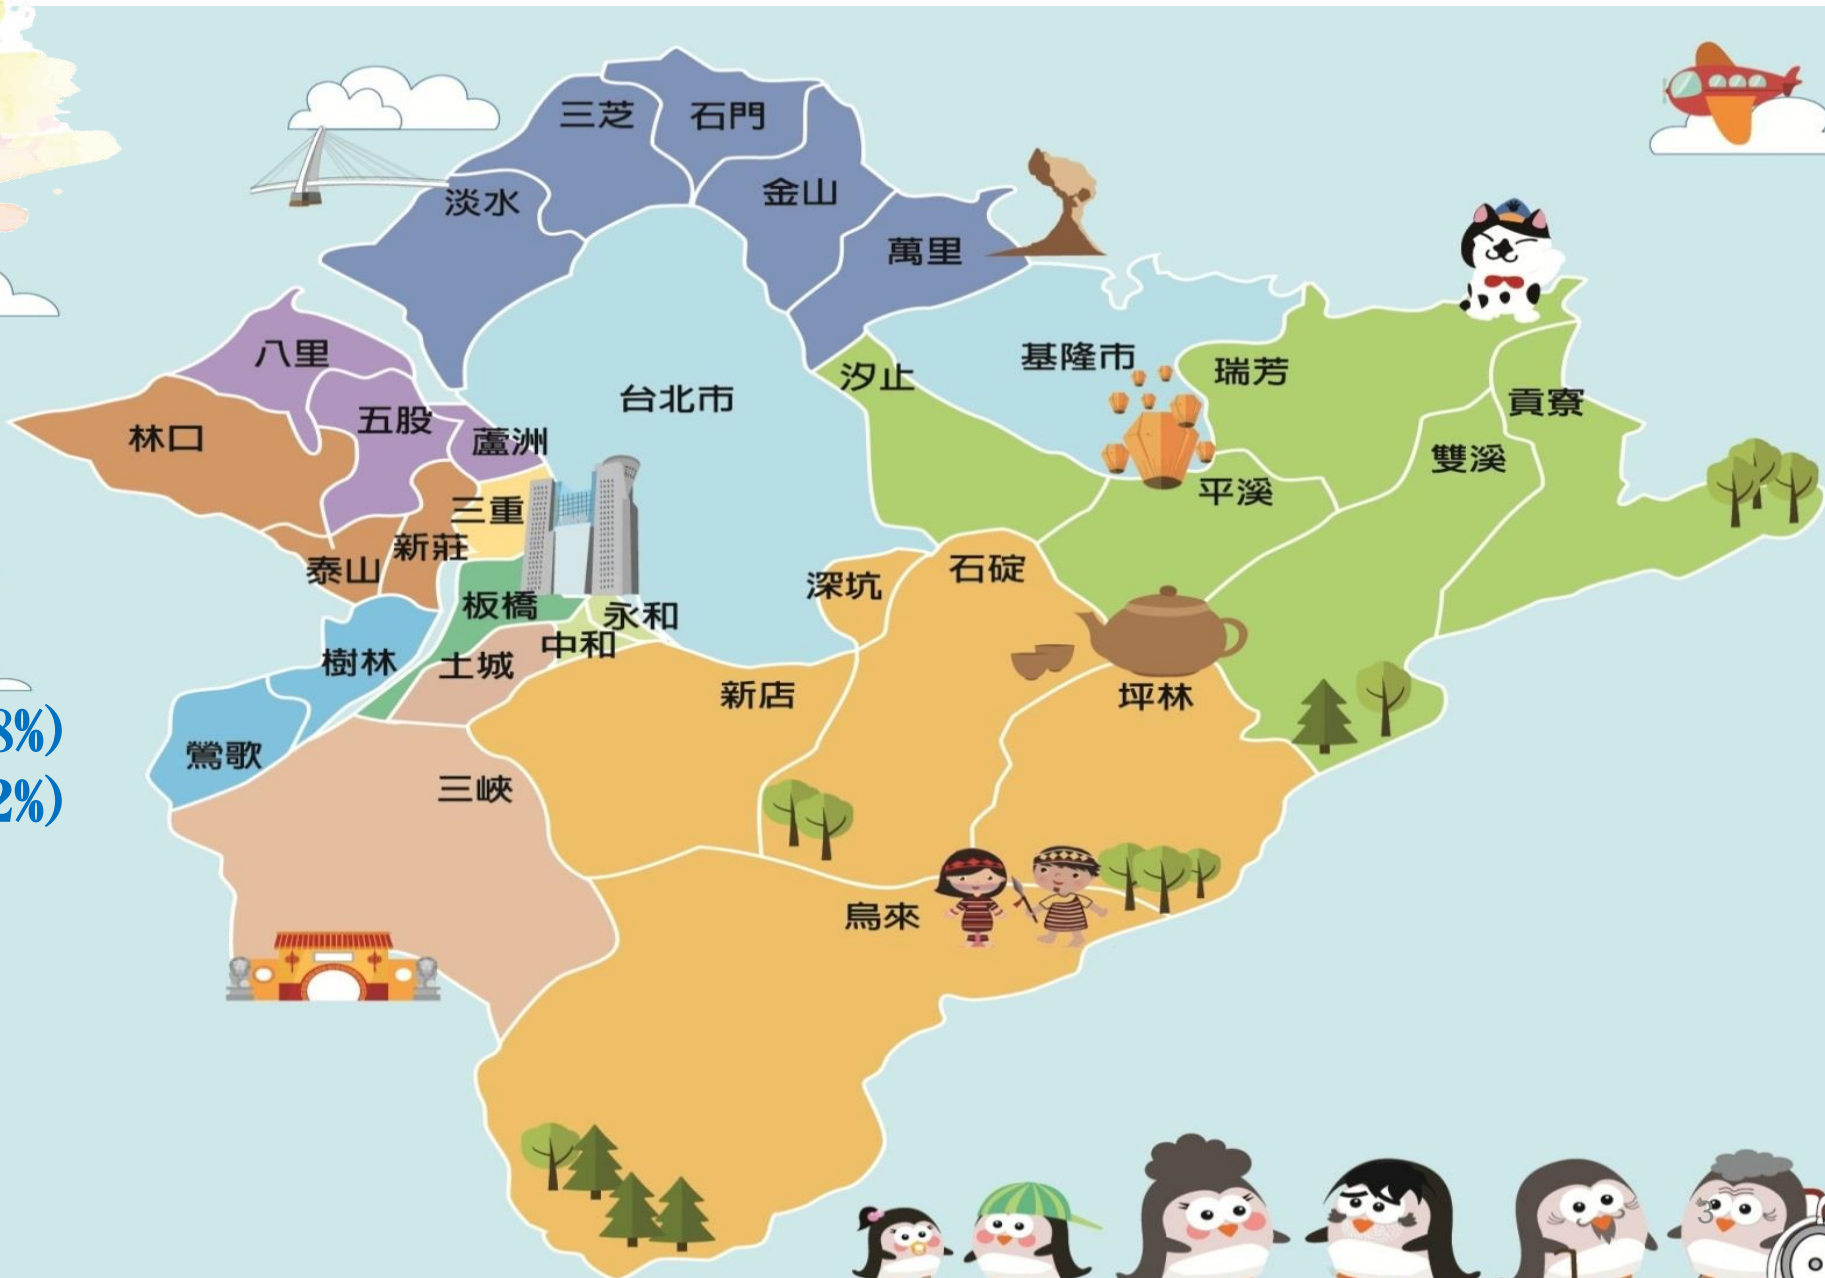 三芝
石門
金山
淡水
萬里
八里
基隆市
汐止
瑞芳
台北市
貢寮
五股
林口
蘆洲
雙溪
平溪
三重
新莊
泰山
石碇
深坑
板橋
永和
中和
樹林
土城
新店
坪林
8%)
鶯歌
三峽
2%)
烏來
3